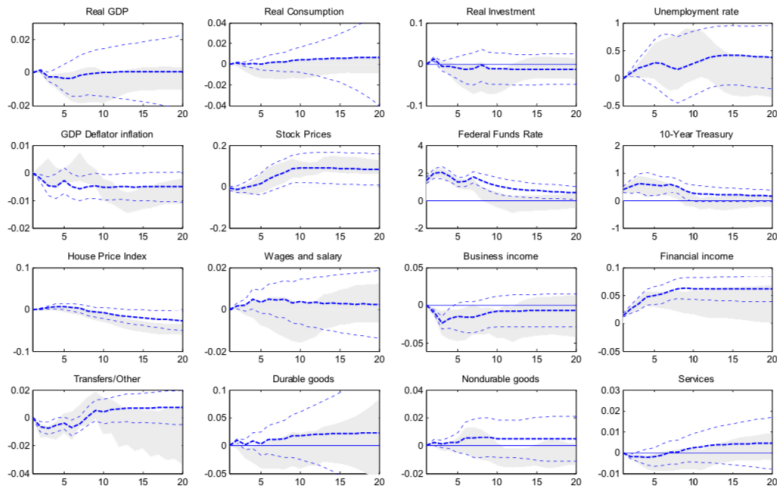 Real GDP Real Consumption Real Investment Unemployment rate
0.02 0.04 0.1 1
0.02 0.5
0 0 0 0
-0.02 -0.5
-0.02 -0.04 -0.1 -1
5 10 15 20 5 10 15 20 5 10 15 20 5 10 15 20
GDP Deflator inflation Stock Prices Federal Funds Rate 10-Year Treasury
0.01 0.2 4 2
0 2 1
-0.01 0 0 0
-0.02 -0.2 -2 -1
5 10 15 20 5 10 15 20 5 10 15 20 5 10 15 20
House Price Index Wages and salary Business income Financial income
0.1 0.02 0.05 0.1
0.05
0 0 0 0
-0.05
-0.1 -0.02 -0.05
5 10 15 20 5 10 15 20 5 10 15 20 5 10 15 20
Transfers/Other Durable goods Nondurable goods Services
0.02 0.1 0.04 0.03
0.05 0.02 0.02
0 0.01
-0.02 0 0 0
-0.04 -0.05 -0.02 -0.01
5 10 15 20 5 10 15 20 5 10 15 20 5 10 15 20